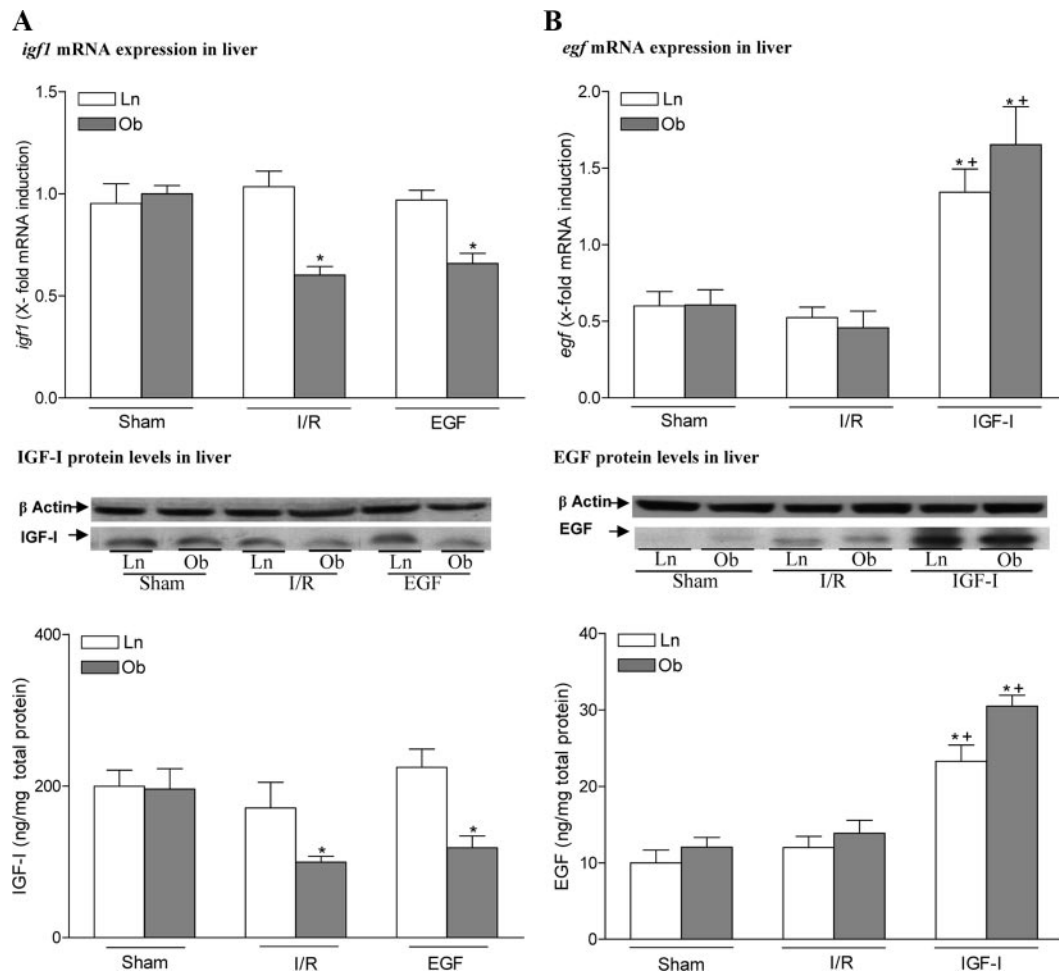 A
igf1 mRNA expression in liver
1.5
1.0
0.5
0.0
igf1 (X- fold mRNA induction)
Ln
Ob
*
*
Sham
I/R
EGF
IGF-I protein levels in liver
β Actin
IGF-I
Ln Ob Ln Ob Ln Ob
Sham I/R EGF
400
200
0
IGF-I (ng/mg total protein)
Ln
Ob
*
*
Sham
I/R
EGF
B
egf mRNA expression in liver
2.0
1.5
1.0
0.5
0.0
egf (x-fold mRNA induction)
Ln
Ob
*+
*+
Sham
I/R
IGF-I
EGF protein levels in liver
β Actin
EGF
Ln Ob Ln Ob Ln Ob
Sham I/R IGF-I
40
30
20
10
0
EGF (ng/mg total protein)
Ln
Ob
*+
*+
Sham
I/R
IGF-I